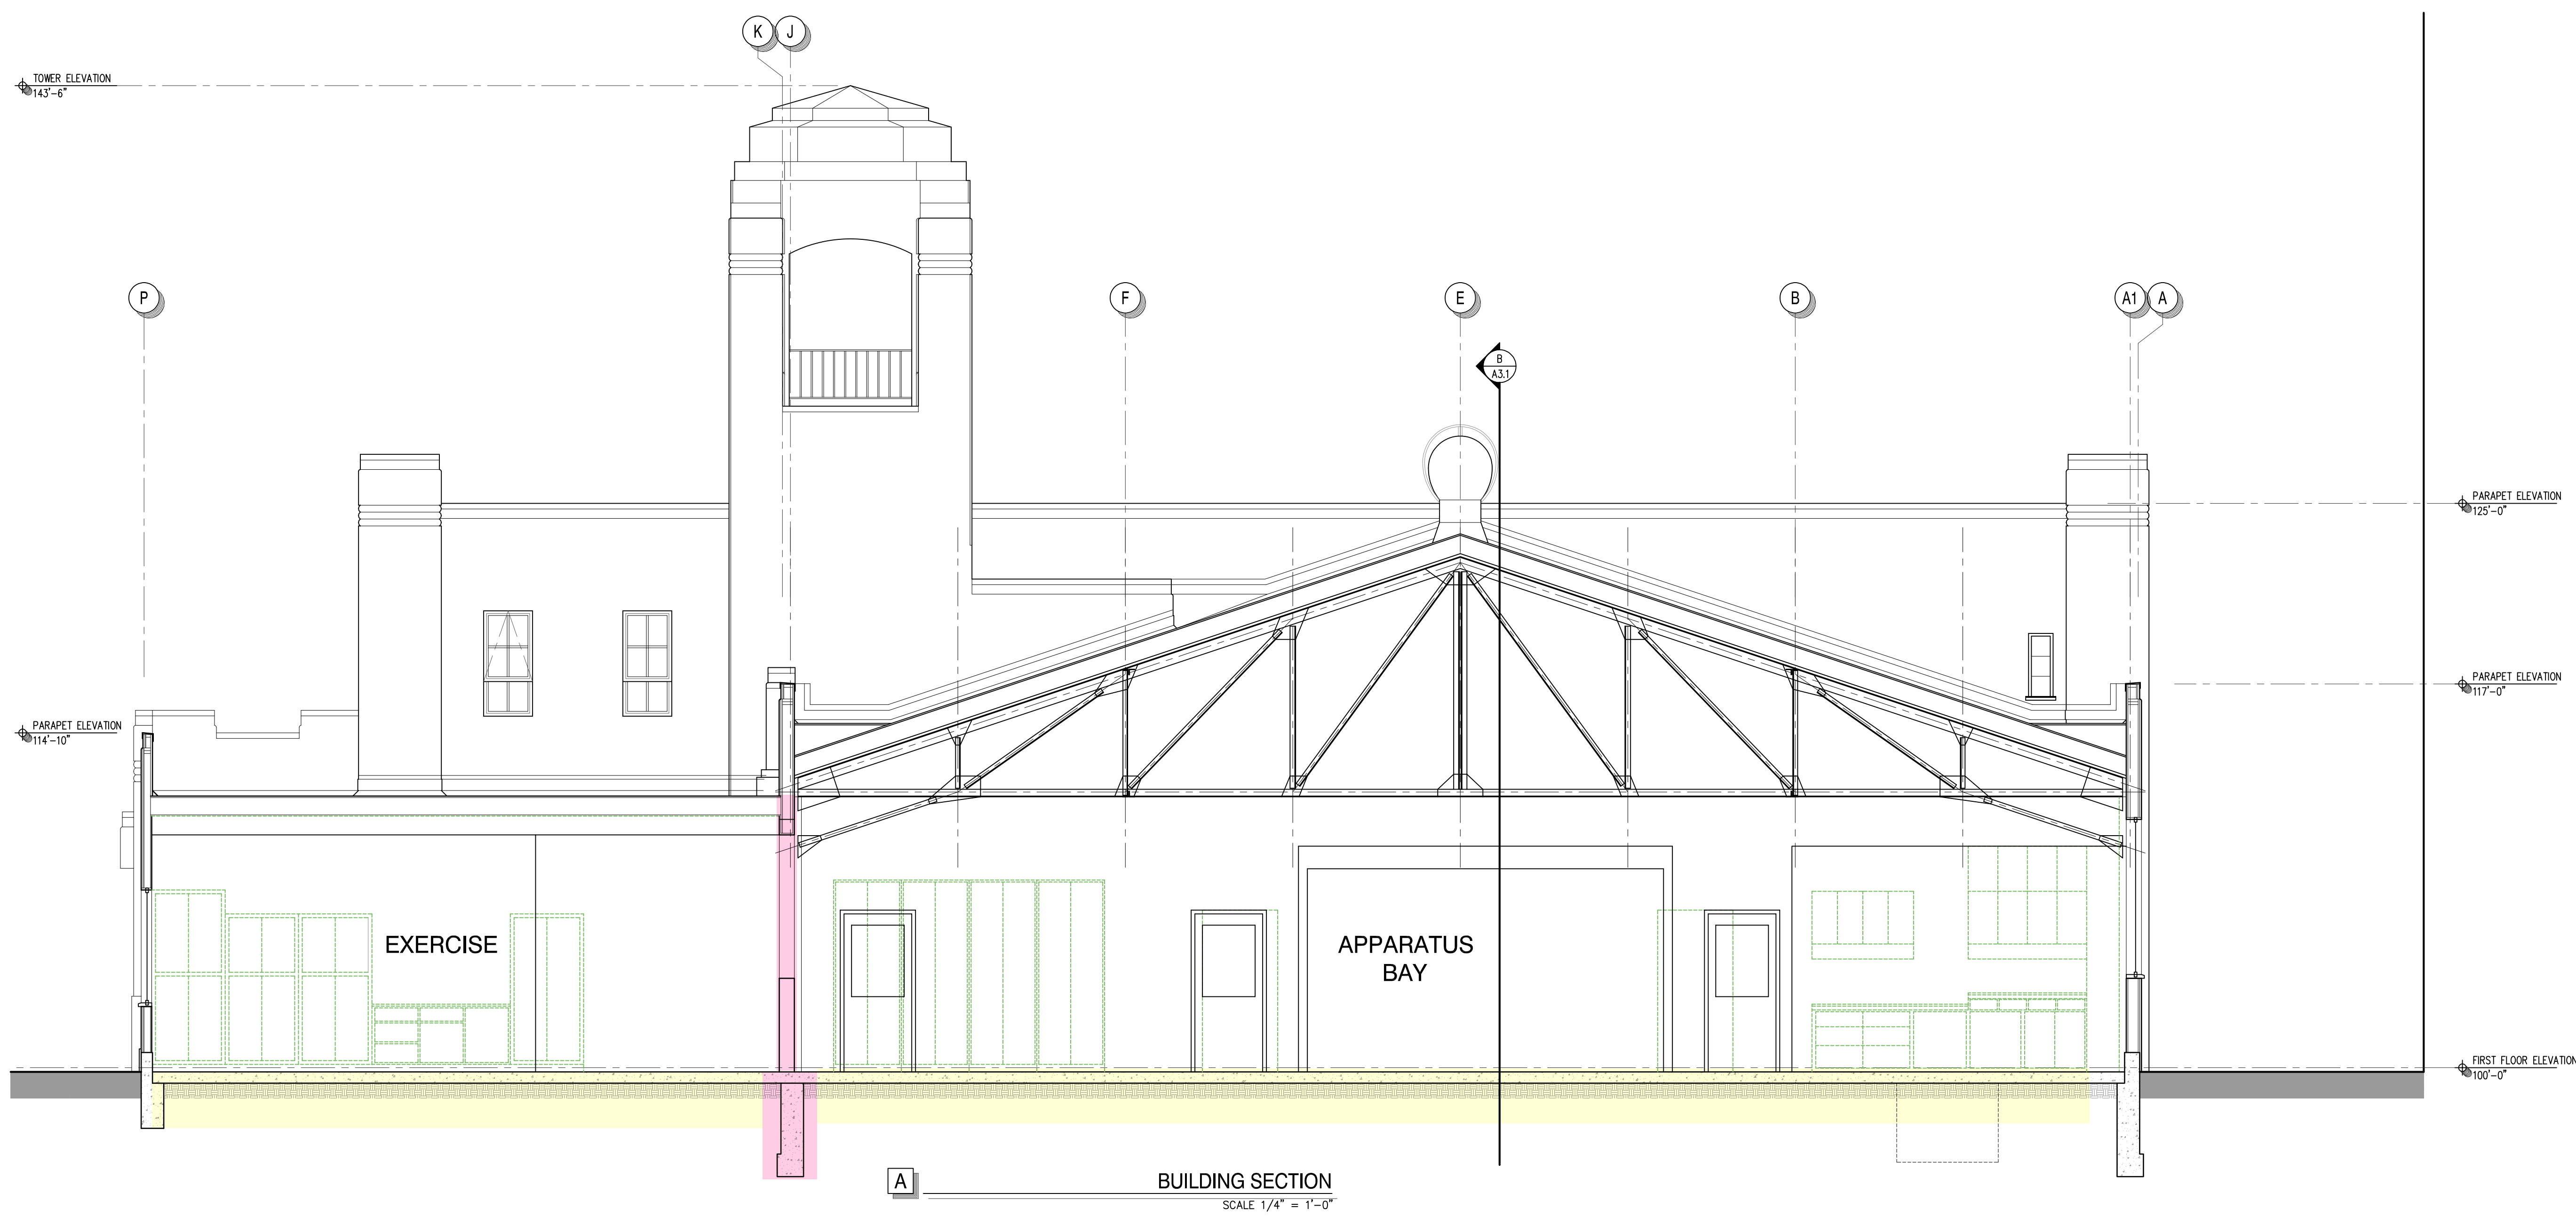 K J
TOWER ELEVATION
143'-6"
P
F
E
B
A1 A
B
A3.1
PARAPET ELEVATION
125'-0"
PARAPET ELEVATION
117'-0"
PARAPET ELEVATION
114'-10"
EXERCISE
APPARATUS
BAY
FIRST FLOOR ELEVATION
100'-0"
A
BUILDING SECTION
SCALE 1/4" = 1'-0"